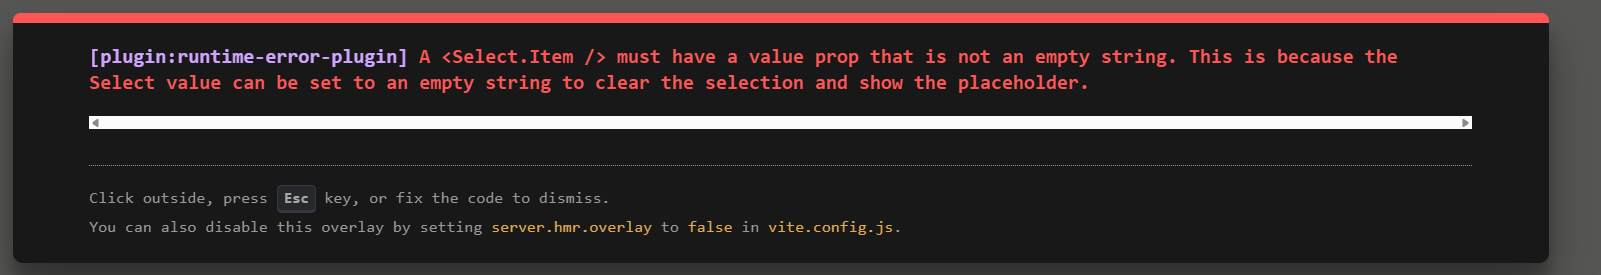 [plugin:runtime-error-plugin] A <Select.Item /> must have a value prop that is not an empty string. This is because the
Select value can be set to an empty string to clear the selection and show the placeholder.
Click outside, press Esc key, or fix the code to dismiss.
You can also disable this overlay by setting server.hmr.overlay to false in vite.config.js.